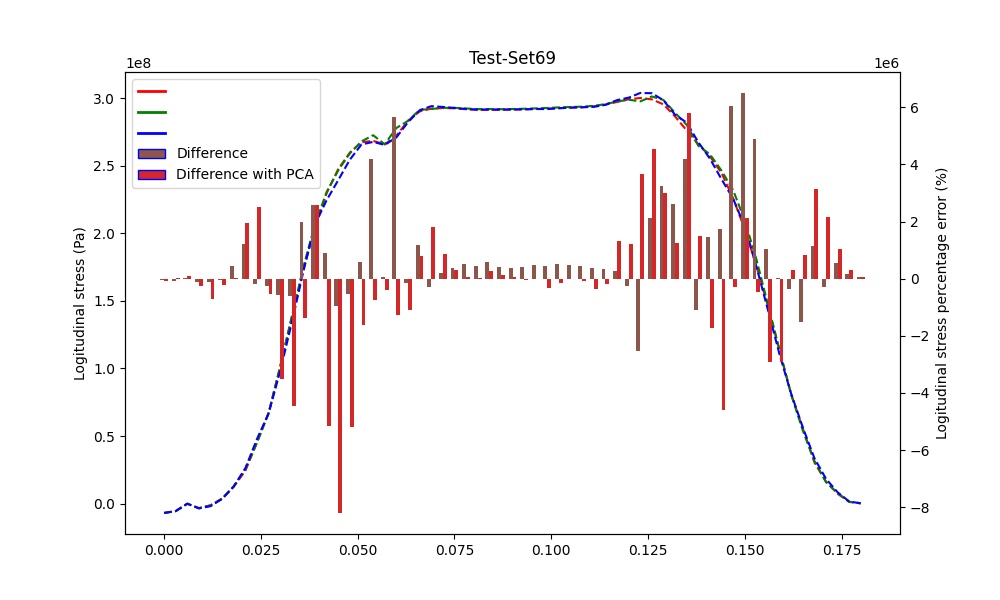 Test-Set69
1e8
1e6
Difference
Difference with PCA
3.0
2.5
2.0
1.5
1.0
0.5
0.0
Logitudinal stress (Pa)
6
4
2
0
−2
−4
−6
−8
Logitudinal stress percentage error (%)
0.000 0.025 0.050 0.075 0.100 0.125 0.150 0.175